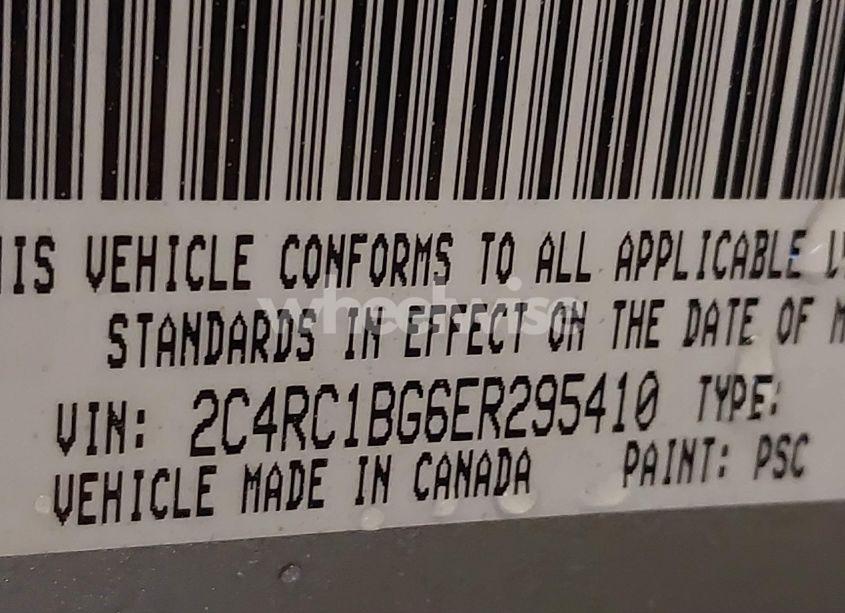 IS VEHICLE CONFORMS TO ALL APPLICABLE
STANDARDS IN EFFECT ON THE DATE OF M
wheelwise
VIN: 2C4RC1BG6ER295410 TYPE:
VEHICLE MADE IN CANADA PAINT: PSC